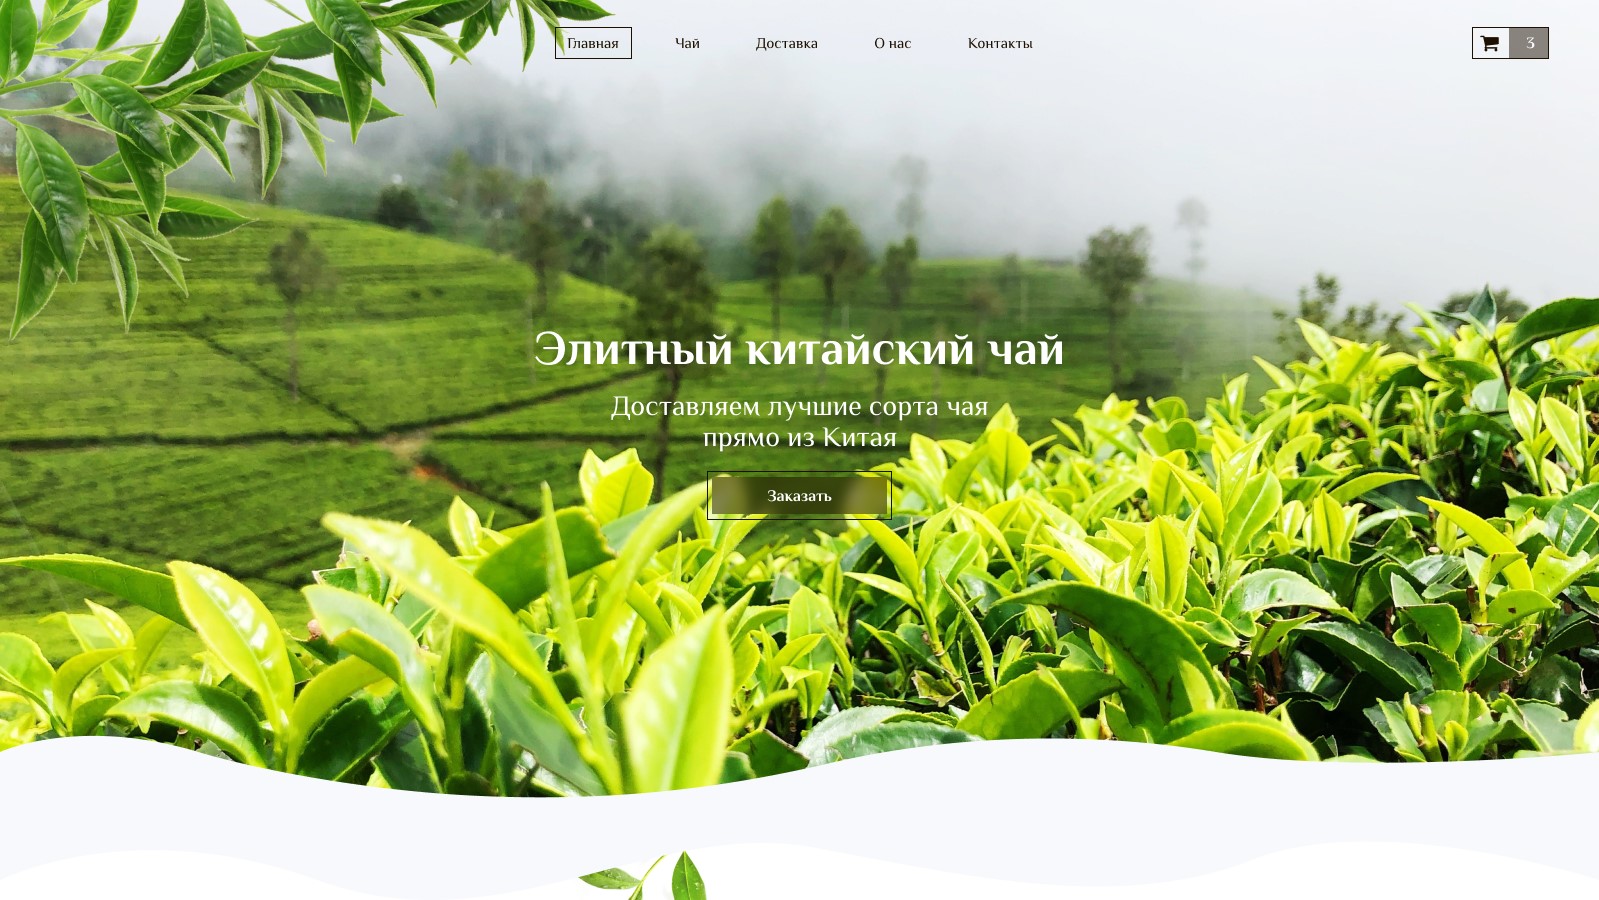 Главная
Чай
Доставка
О нас
Контакты
3
Элитный китайский чай
Доставляем лучшие сорта чая
прямо из Китая
Заказать